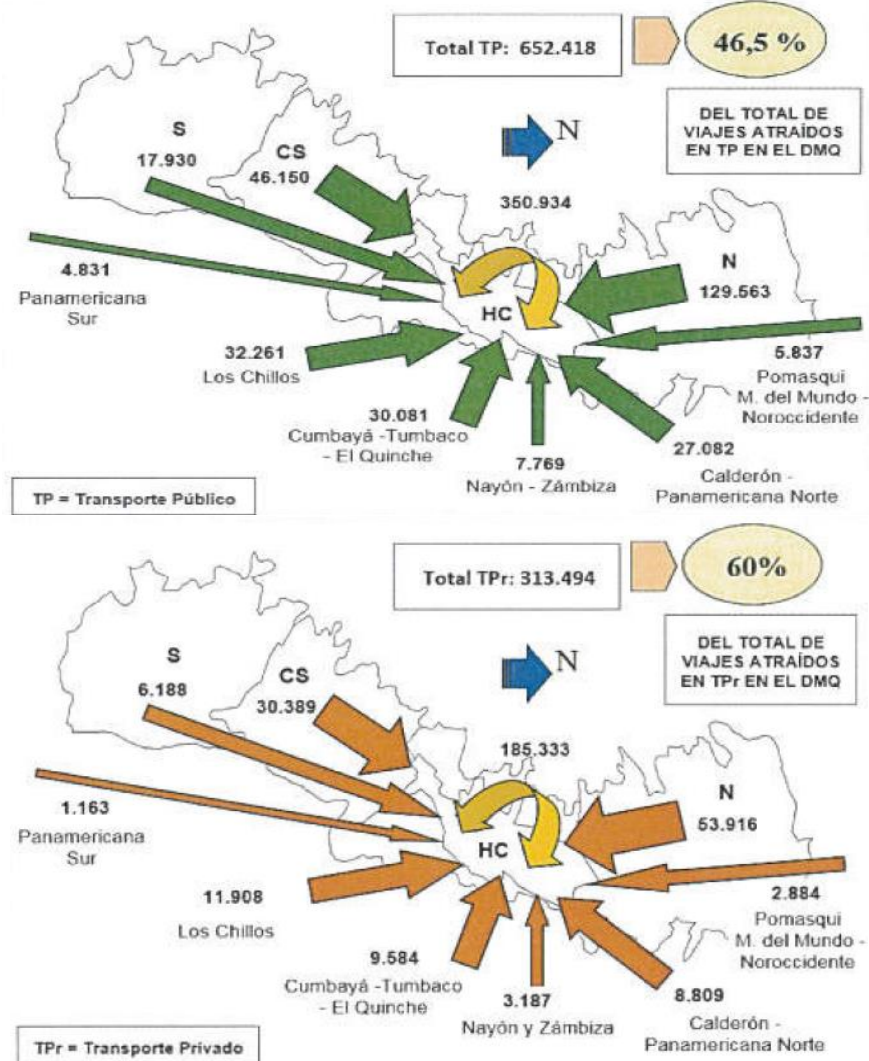 Total TP: 652.418
46,5 %
DEL TOTAL DE
VIAJES ATRAÍDOS
EN TP EN EL DMQ
N
S
17.930
CS
46.150
350.934
N
129.563
4.831
Panamericana
Sur
HC
32.261
Los Chillos
5.837
Pomasqui
M. del Mundo -
Noroccidente
30.081
Cumbayá -Tumbaco
- El Quinche
7.769
Nayón - Zámbiza
27.082
Calderón -
Panamericana Norte
TP = Transporte Público
Total TPr: 313.494
60%
DEL TOTAL DE
VIAJES ATRAÍDOS
EN TPr EN EL DMQ
N
S
6.188
CS
30.389
185.333
N
53.916
1.163
Panamericana
Sur
HC
11.908
Los Chillos
2.884
Pomasqui
M. del Mundo -
Noroccidente
9.584
Cumbayá -Tumbaco
- El Quinche
3.187
Nayón y Zámbiza
8.809
Calderón -
Panamericana Norte
TPr = Transporte Privado